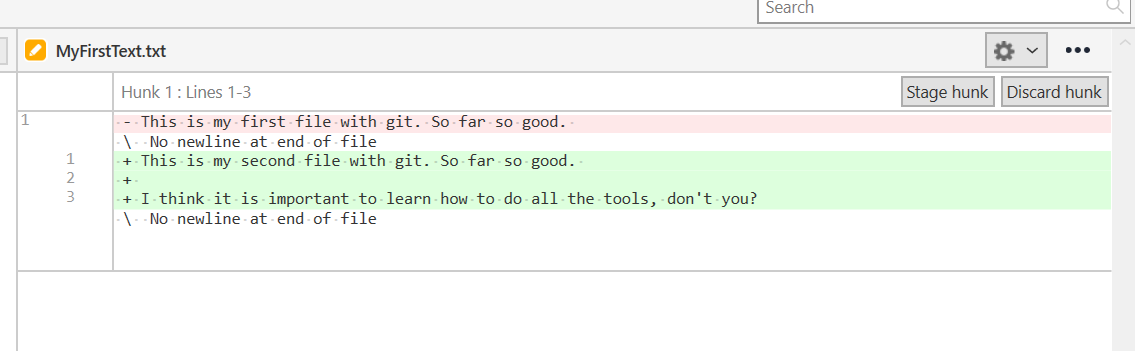 Search
MyFirstText.txt
Hunk 1 : Lines 1-3
Stage hunk
Discard hunk
1 - This is my first file with git. So far so good.
\ No newline at end of file
1 + This is my second file with git. So far so good.
2 +
3 + I think it is important to learn how to do all the tools, don't you?
\ No newline at end of file